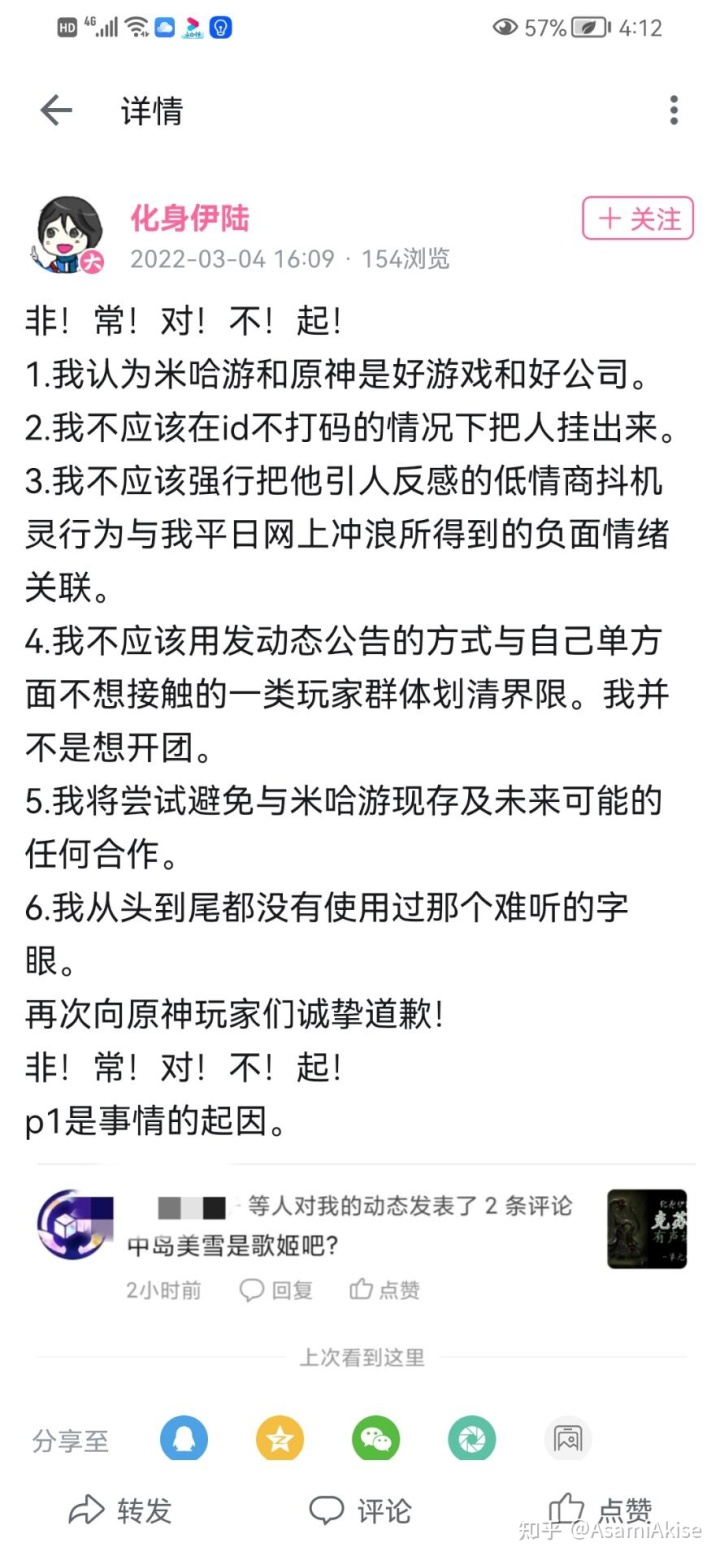 HD 4G 57% 4:12
详情
化身伊陆
大
+ 关注
2022-03-04 16:09 · 154浏览
非！常！对！不！起！
1.我认为米哈游和原神是好游戏和好公司。
2.我不应该在id不打码的情况下把人挂出来。
3.我不应该强行把他引人反感的低情商抖机
灵行为与我平日网上冲浪所得到的负面情绪
关联。
4.我不应该用发动态公告的方式与自己单方
面不想接触的一类玩家群体划清界限。我并
不是想开团。
5.我将尝试避免与米哈游现存及未来可能的
任何合作。
6.我从头到尾都没有使用过那个难听的字
眼。
再次向原神玩家们诚挚道歉！
非！常！对！不！起！
p1是事情的起因。
等人对我的动态发表了 2 条评论
中岛美雪是歌姬吧?
克苏
有声
2小时前 回复 点赞
上次看到这里
分享至
转发 评论 点赞
知乎 @AsamiAkise